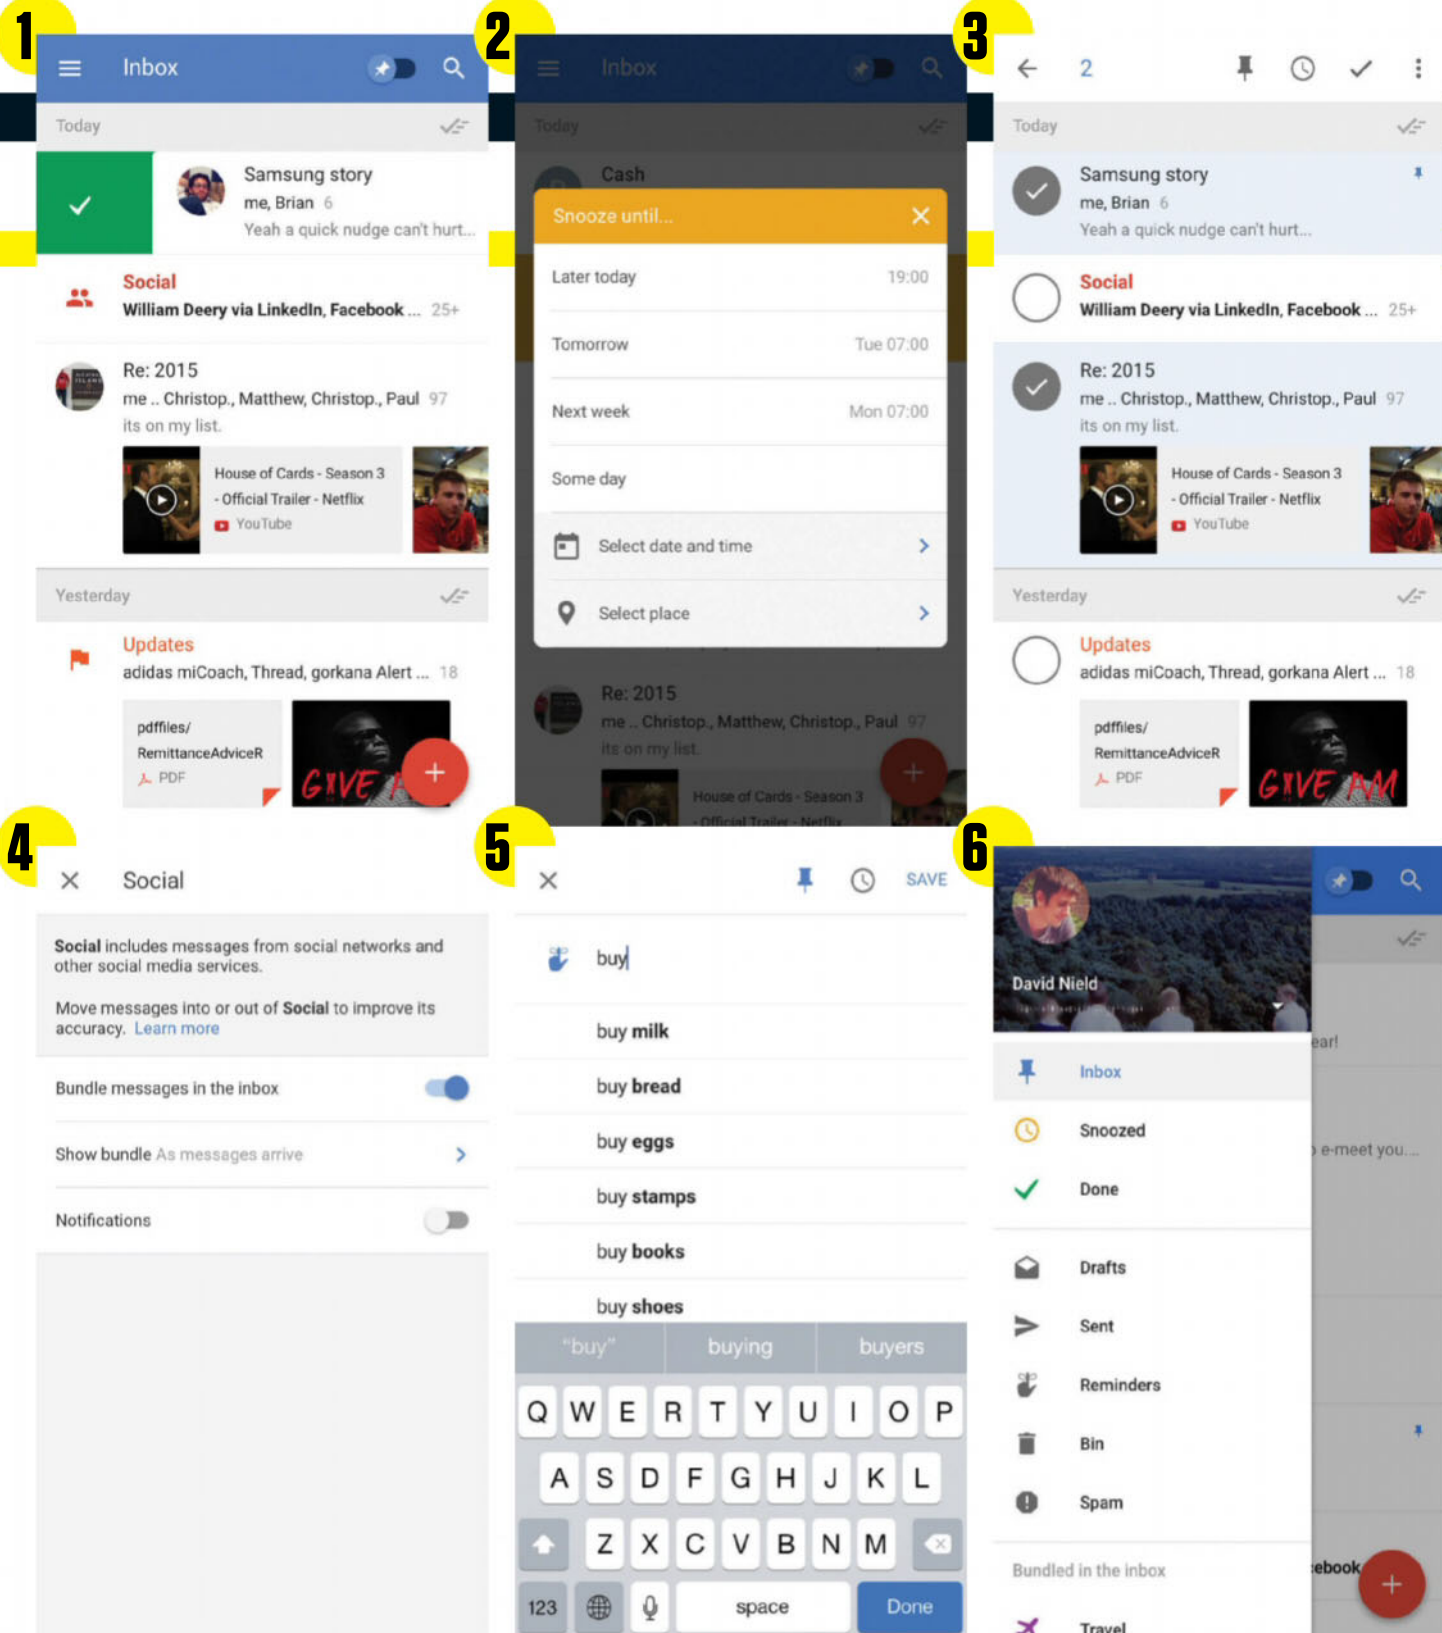 1
Inbox
Today
Samsung story
me, Brian 6
Yeah a quick nudge can't hurt...
Social
William Deery via LinkedIn, Facebook ... 25+
Re: 2015
me .. Christop., Matthew, Christop., Paul 97
its on my list.
House of Cards - Season 3
- Official Trailer - Netflix
YouTube
Yesterday
Updates
adidas miCoach, Thread, gorkana Alert ... 18
pdffiles/
RemittanceAdviceR
PDF
GIVE A
2
Inbox
Today
Cash
Snooze until...
Later today 19:00
Tomorrow Tue 07:00
Next week Mon 07:00
Some day
Select date and time
Select place
Re: 2015
me .. Christop., Matthew, Christop., Paul 97
its on my list.
House of Cards - Season 3
- Official Trailer - Netflix
3
2
Today
Samsung story
me, Brian 6
Yeah a quick nudge can't hurt...
Social
William Deery via LinkedIn, Facebook ... 25+
Re: 2015
me .. Christop., Matthew, Christop., Paul 97
its on my list.
House of Cards - Season 3
- Official Trailer - Netflix
YouTube
Yesterday
Updates
adidas miCoach, Thread, gorkana Alert ... 18
pdffiles/
RemittanceAdviceR
PDF
GIVE AM
4
Social
Social includes messages from social networks and
other social media services.
Move messages into or out of Social to improve its
accuracy. Learn more
Bundle messages in the inbox
Show bundle As messages arrive
Notifications
5
SAVE
buy
buy milk
buy bread
buy eggs
buy stamps
buy books
buy shoes
"buy" buying buyers
Q W E R T Y U I O P
A S D F G H J K L
Z X C V B N M
123 space Done
6
David Nield
ear!
Inbox
Snoozed
e-meet you....
Done
Drafts
Sent
Reminders
Bin
Spam
Bundled in the inbox
ebook
Travel